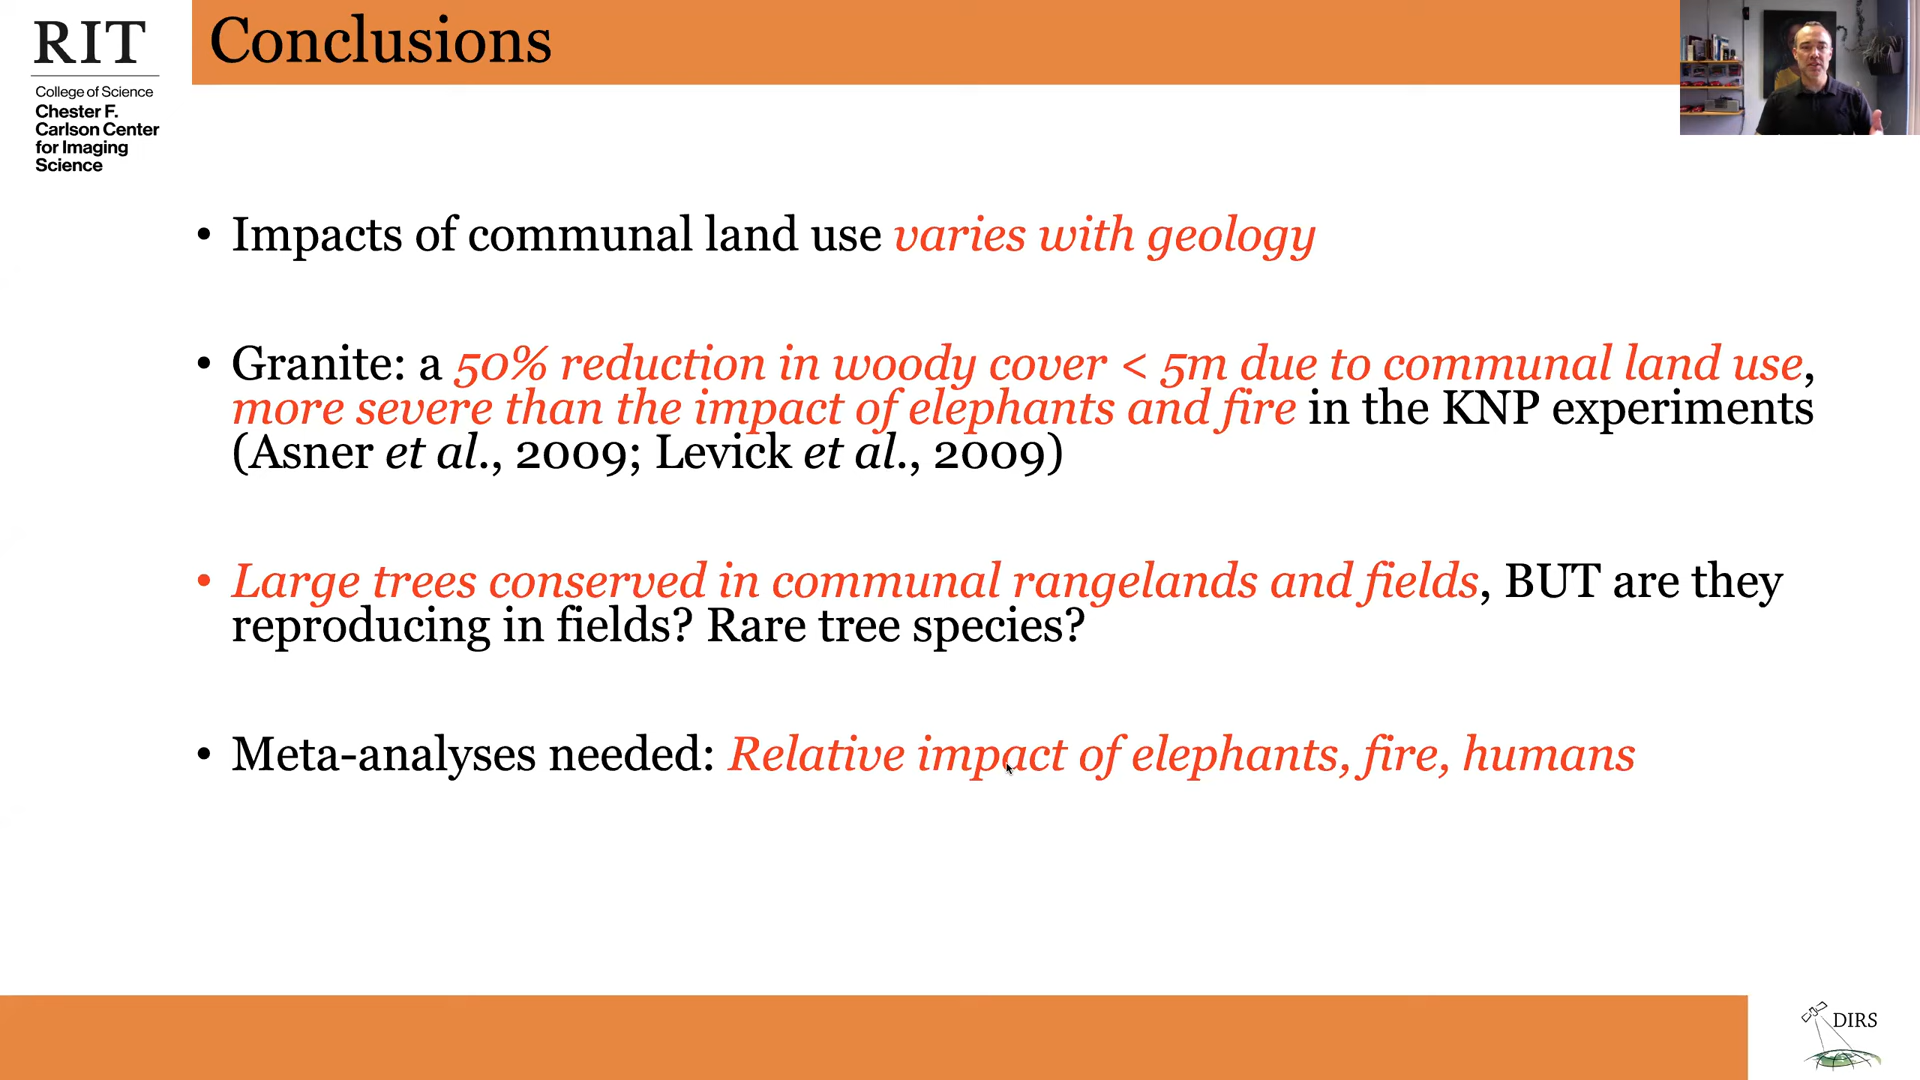 RIT
College of Science
Chester F.
Carlson Center
for Imaging
Science
Conclusions
• Impacts of communal land use varies with geology
• Granite: a 50% reduction in woody cover < 5m due to communal land use,
more severe than the impact of elephants and fire in the KNP experiments
(Asner et al., 2009; Levick et al., 2009)
• Large trees conserved in communal rangelands and fields, BUT are they
reproducing in fields? Rare tree species?
• Meta-analyses needed: Relative impact of elephants, fire, humans
DIRS